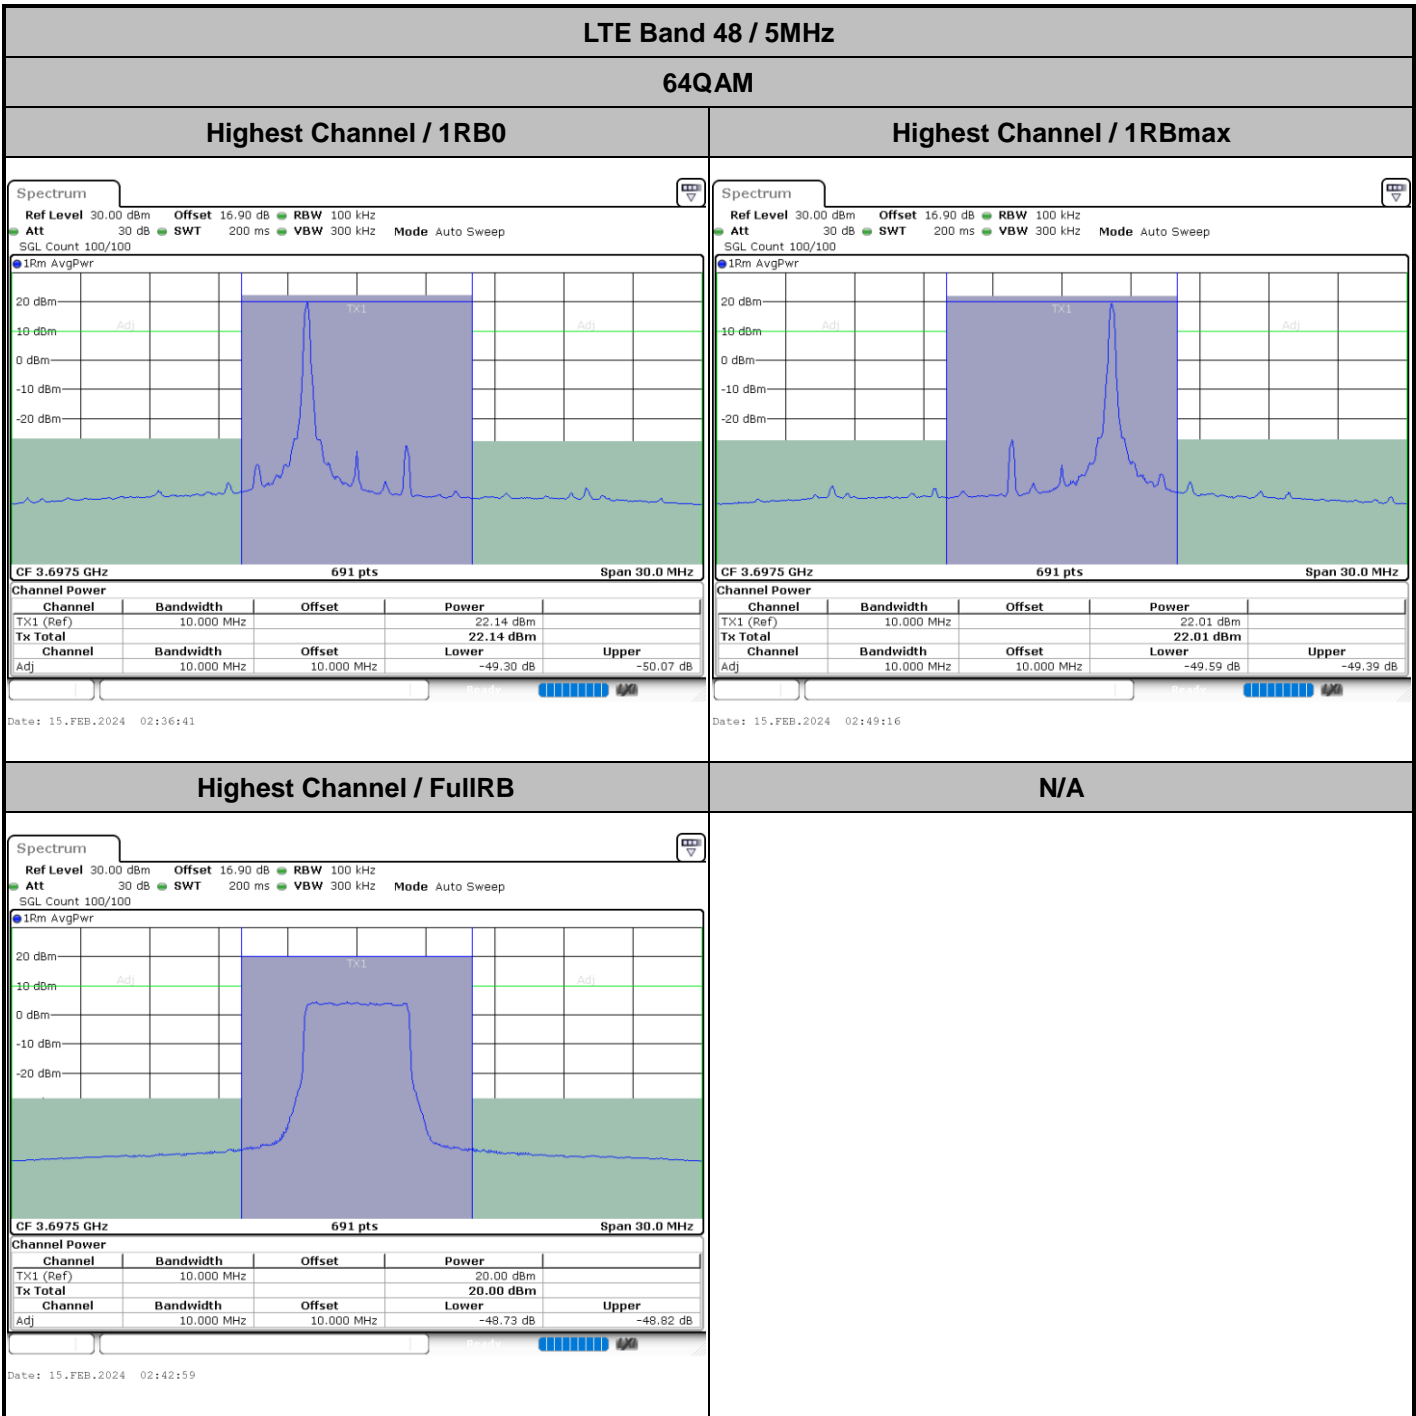 LTE Band 48 / 5MHz
64QAM
Highest Channel / 1RB0
Highest Channel / 1RBmax
Spectrum
Ref Level 30.00 dBm Offset 16.90 dB RBW 100 kHz
Att 30 dB SWT 200 ms VBW 300 kHz Mode Auto Sweep
SGL Count 100/100
1Rm AvgPwr
TX1
20 dBm
Adj
Adj
10 dBm
0 dBm
-10 dBm
-20 dBm
CF 3.6975 GHz 691 pts Span 30.0 MHz
Channel Power
Channel Bandwidth Offset Power
TX1 (Ref) 10.000 MHz 22.14 dBm
Tx Total 22.14 dBm
Channel Bandwidth Offset Lower Upper
Adj 10.000 MHz 10.000 MHz -49.30 dB -50.07 dB
Ready
Date: 15.FEB.2024 02:36:41
Spectrum
Ref Level 30.00 dBm Offset 16.90 dB RBW 100 kHz
Att 30 dB SWT 200 ms VBW 300 kHz Mode Auto Sweep
SGL Count 100/100
1Rm AvgPwr
TX1
20 dBm
Adj
Adj
10 dBm
0 dBm
-10 dBm
-20 dBm
CF 3.6975 GHz 691 pts Span 30.0 MHz
Channel Power
Channel Bandwidth Offset Power
TX1 (Ref) 10.000 MHz 22.01 dBm
Tx Total 22.01 dBm
Channel Bandwidth Offset Lower Upper
Adj 10.000 MHz 10.000 MHz -49.59 dB -49.39 dB
Ready
Date: 15.FEB.2024 02:49:16
Highest Channel / FullRB
N/A
Spectrum
Ref Level 30.00 dBm Offset 16.90 dB RBW 100 kHz
Att 30 dB SWT 200 ms VBW 300 kHz Mode Auto Sweep
SGL Count 100/100
1Rm AvgPwr
20 dBm
TX1
Adj
Adj
10 dBm
0 dBm
-10 dBm
-20 dBm
CF 3.6975 GHz 691 pts Span 30.0 MHz
Channel Power
Channel Bandwidth Offset Power
TX1 (Ref) 10.000 MHz 20.00 dBm
Tx Total 20.00 dBm
Channel Bandwidth Offset Lower Upper
Adj 10.000 MHz 10.000 MHz -48.73 dB -48.82 dB
Ready
Date: 15.FEB.2024 02:42:59